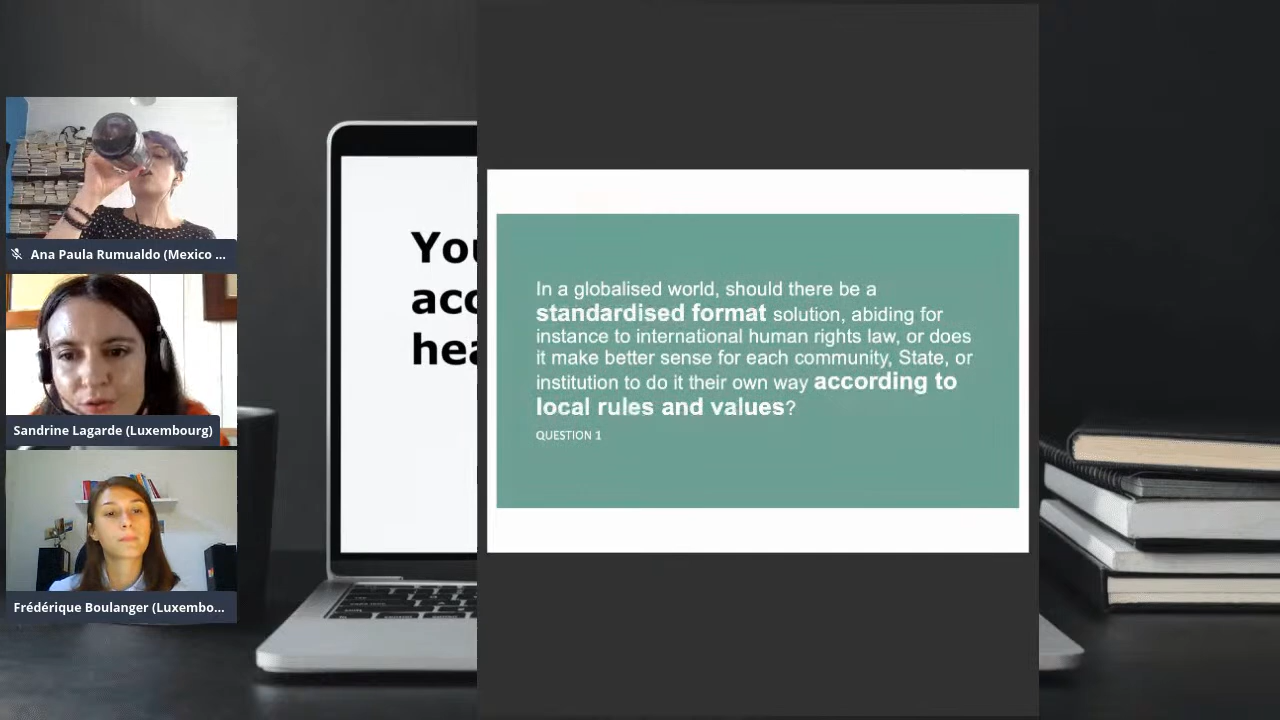 Ana Paula Rumualdo (Mexico ...
Sandrine Lagarde (Luxembourg)
Frédérique Boulanger (Luxembo...
You
acc
hea
In a globalised world, should there be a
standardised format solution, abiding for
instance to international human rights law, or does
it make better sense for each community, State, or
institution to do it their own way according to
local rules and values?
QUESTION 1